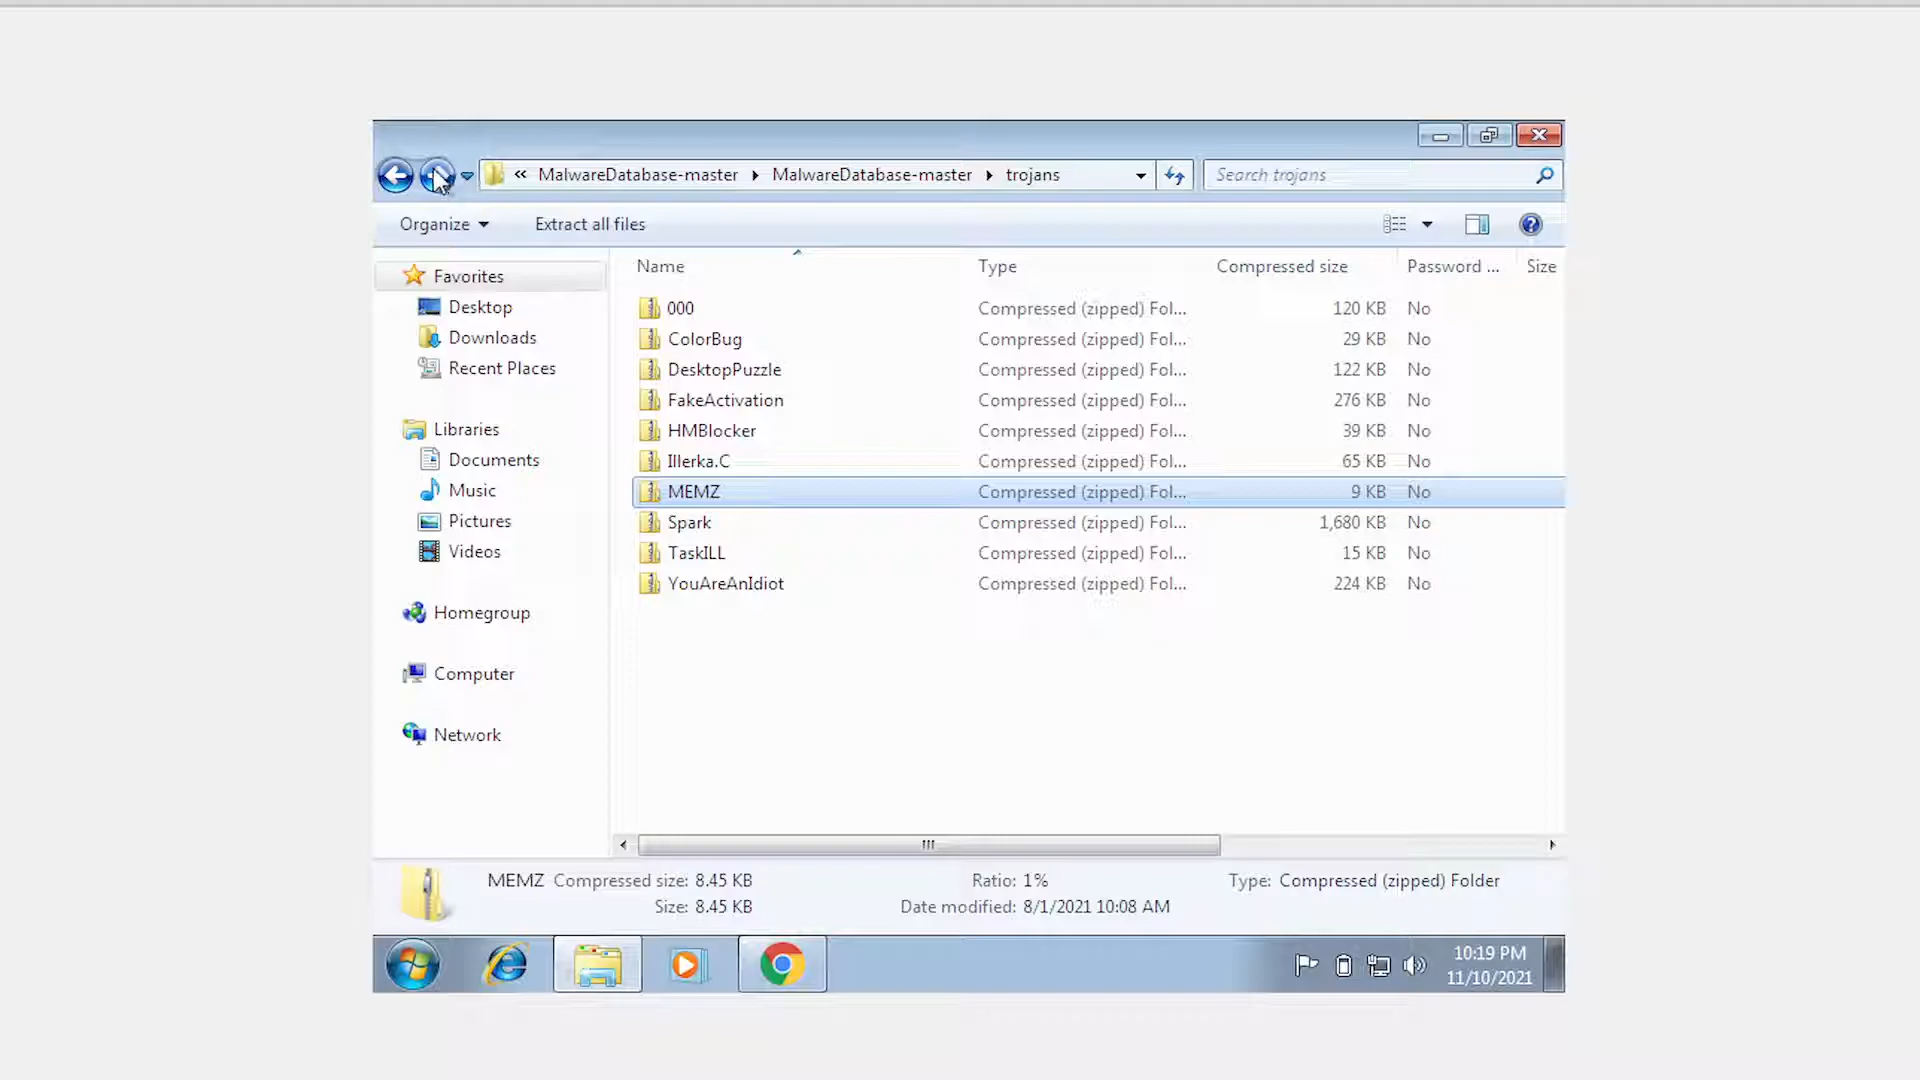 « MalwareDatabase-master MalwareDatabase-master trojans
Search trojans
Organize Extract all files
Name Type Compressed size Password ... Size
Favorites
Desktop
Downloads
Recent Places
Libraries
Documents
Music
Pictures
Videos
Homegroup
Computer
Network
000 Compressed (zipped) Fol... 120 KB No
ColorBug Compressed (zipped) Fol... 29 KB No
DesktopPuzzle Compressed (zipped) Fol... 122 KB No
FakeActivation Compressed (zipped) Fol... 276 KB No
HMBlocker Compressed (zipped) Fol... 39 KB No
Illerka.C Compressed (zipped) Fol... 65 KB No
MEMZ Compressed (zipped) Fol... 9 KB No
Spark Compressed (zipped) Fol... 1,680 KB No
TaskILL Compressed (zipped) Fol... 15 KB No
YouAreAnIdiot Compressed (zipped) Fol... 224 KB No
MEMZ Compressed size: 8.45 KB Ratio: 1% Type: Compressed (zipped) Folder
Size: 8.45 KB Date modified: 8/1/2021 10:08 AM
10:19 PM
11/10/2021